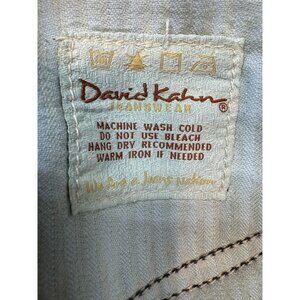 David Kahn®
JEANSWEAR
MACHINE WASH COLD
DO NOT USE BLEACH
HANG DRY RECOMMENDED
WARM IRON IF NEEDED
We Are a Jeans Nation